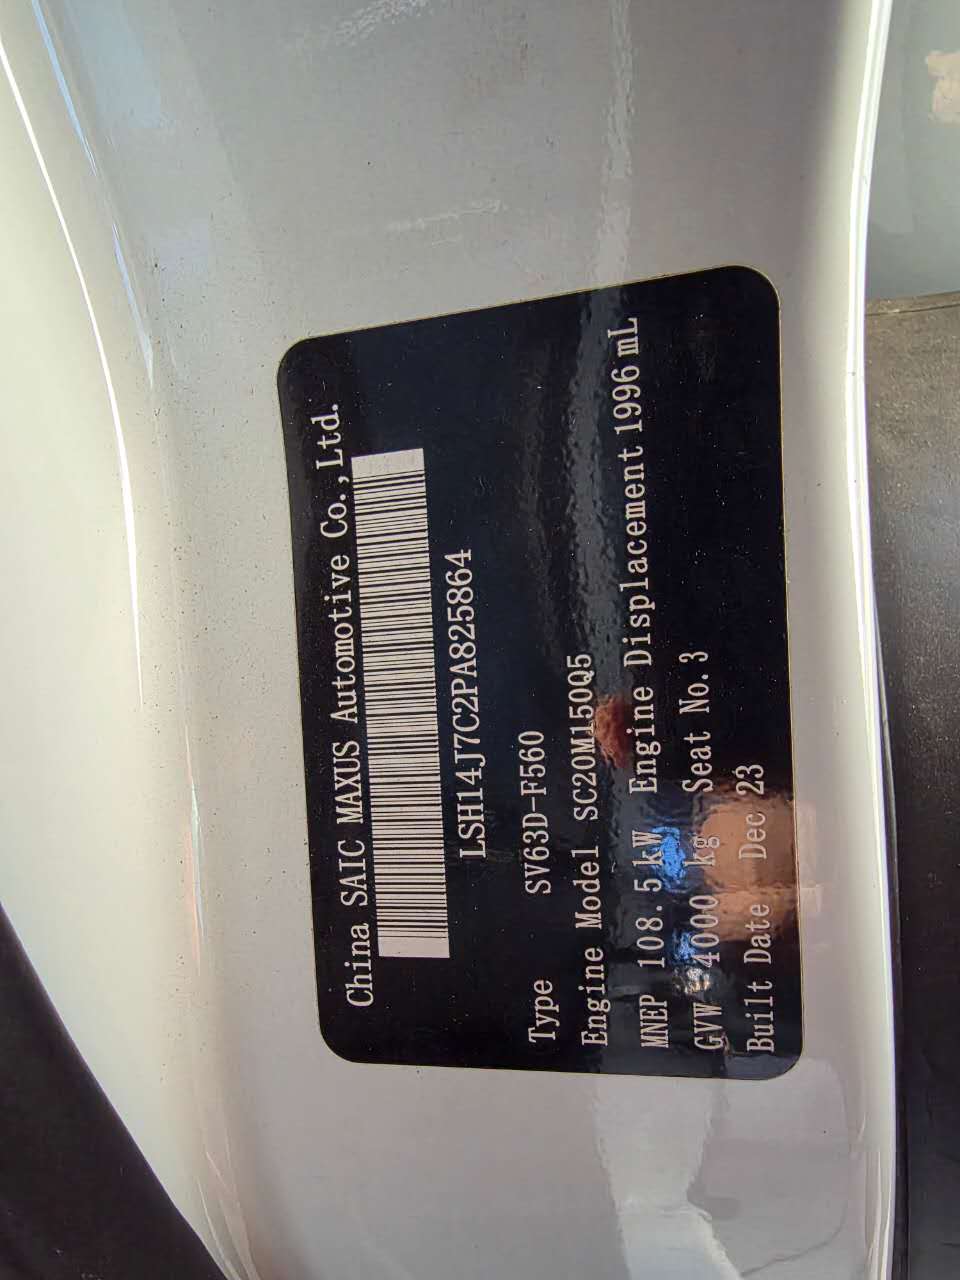 China SAIC MAXUS Automotive Co.,Ltd.
LSH14J7C2PA825864
Type SV63D-F560
Engine Model SC20M150Q5
MNEP 108.5 kW Engine Displacement 1996 mL
GVW 4000 kg Seat No.3
Built Date Dec 23